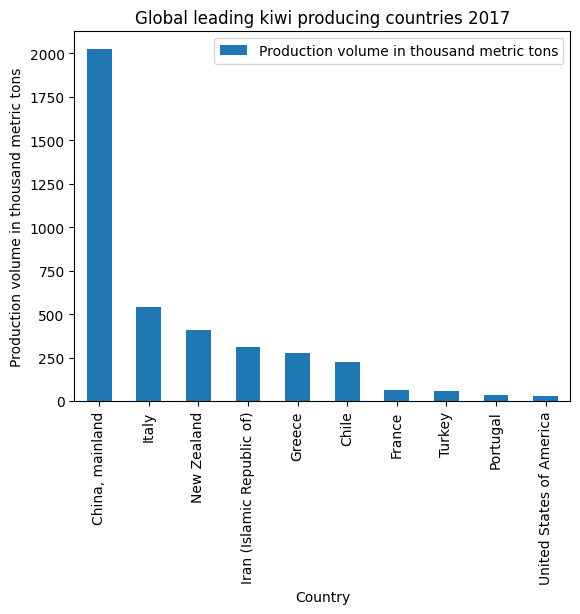 Global leading kiwi producing countries 2017
Production volume in thousand metric tons
Production volume in thousand metric tons
2000
1750
1500
1250
1000
750
500
250
0
China, mainland
Italy
New Zealand
Iran (Islamic Republic of)
Greece
Chile
France
Turkey
Portugal
United States of America
Country